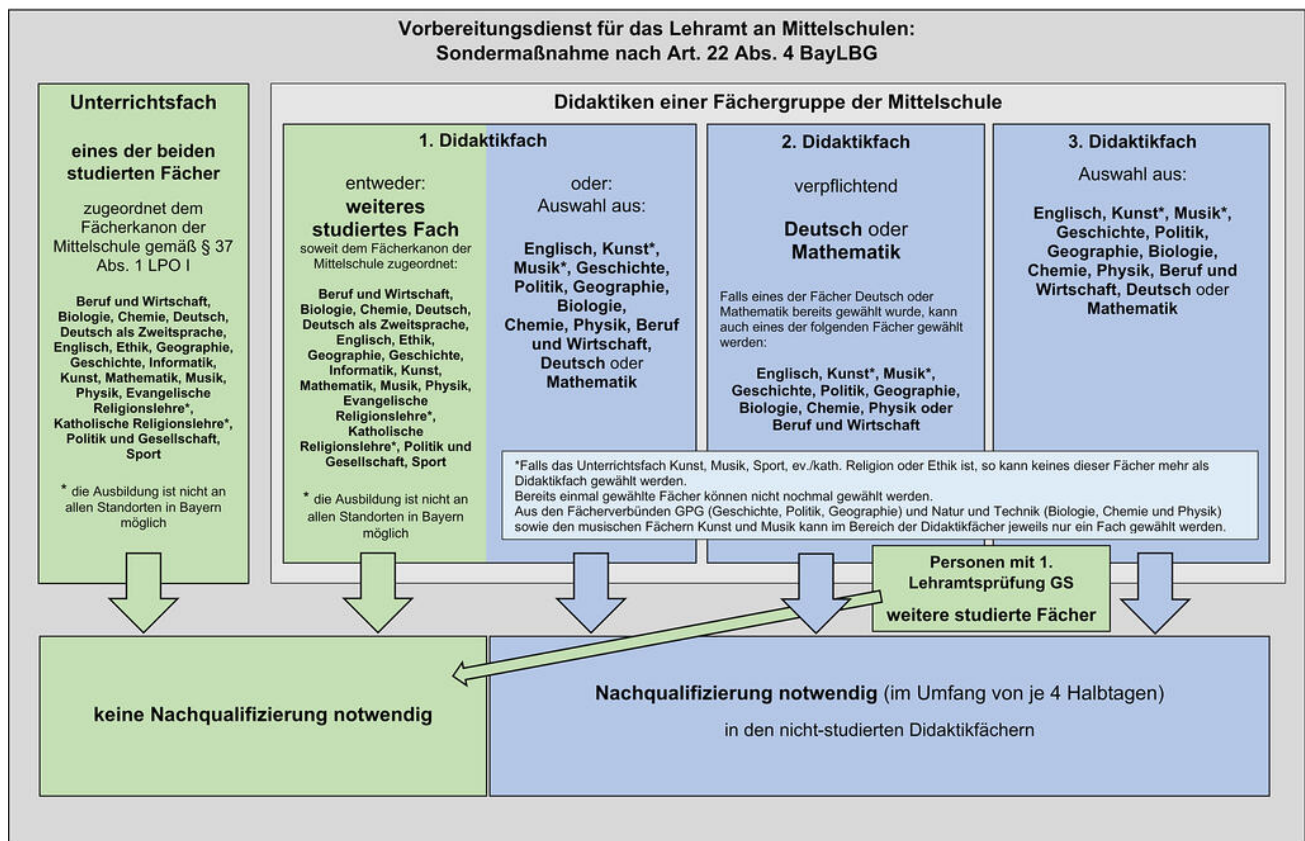 Vorbereitungsdienst für das Lehramt an Mittelschulen:
Sondermaßnahme nach Art. 22 Abs. 4 BayLBG
Unterrichtsfach
eines der beiden
studierten Fächer
zugeordnet dem
Fächerkanon der
Mittelschule gemäß § 37
Abs. 1 LPO I
Beruf und Wirtschaft,
Biologie, Chemie, Deutsch,
Deutsch als Zweitsprache,
Englisch, Ethik, Geographie,
Geschichte, Informatik,
Kunst, Mathematik, Musik,
Physik, Evangelische
Religionslehre*,
Katholische Religionslehre*,
Politik und Gesellschaft,
Sport
* die Ausbildung ist nicht an
allen Standorten in Bayern
möglich
Didaktiken einer Fächergruppe der Mittelschule
1. Didaktikfach
entweder:
weiteres
studiertes Fach
soweit dem Fächerkanon der
Mittelschule zugeordnet:
Beruf und Wirtschaft,
Biologie, Chemie, Deutsch,
Deutsch als Zweitsprache,
Englisch, Ethik,
Geographie, Geschichte,
Informatik, Kunst,
Mathematik, Musik, Physik,
Evangelische
Religionslehre*,
Katholische
Religionslehre*, Politik und
Gesellschaft, Sport
* die Ausbildung ist nicht an
allen Standorten in Bayern
möglich
oder:
Auswahl aus:
Englisch, Kunst*,
Musik*, Geschichte,
Politik, Geographie,
Biologie,
Chemie, Physik, Beruf
und Wirtschaft,
Deutsch oder
Mathematik
2. Didaktikfach
verpflichtend
Deutsch oder
Mathematik
Falls eines der Fächer Deutsch oder
Mathematik bereits gewählt wurde, kann
auch eines der folgenden Fächer gewählt
werden:
Englisch, Kunst*, Musik*,
Geschichte, Politik, Geographie,
Biologie, Chemie, Physik oder
Beruf und Wirtschaft
3. Didaktikfach
Auswahl aus:
Englisch, Kunst*, Musik*,
Geschichte, Politik,
Geographie, Biologie,
Chemie, Physik, Beruf und
Wirtschaft, Deutsch oder
Mathematik
*Falls das Unterrichtsfach Kunst, Musik, Sport, ev./kath. Religion oder Ethik ist, so kann keines dieser Fächer mehr als
Didaktikfach gewählt werden.
Bereits einmal gewählte Fächer können nicht nochmal gewählt werden.
Aus den Fächerverbünden GPG (Geschichte, Politik, Geographie) und Natur und Technik (Biologie, Chemie und Physik)
sowie den musischen Fächern Kunst und Musik kann im Bereich der Didaktikfächer jeweils nur ein Fach gewählt werden.
Personen mit 1.
Lehramtsprüfung GS
weitere studierte Fächer
keine Nachqualifizierung notwendig
Nachqualifizierung notwendig (im Umfang von je 4 Halbtagen)
in den nicht-studierten Didaktikfächern